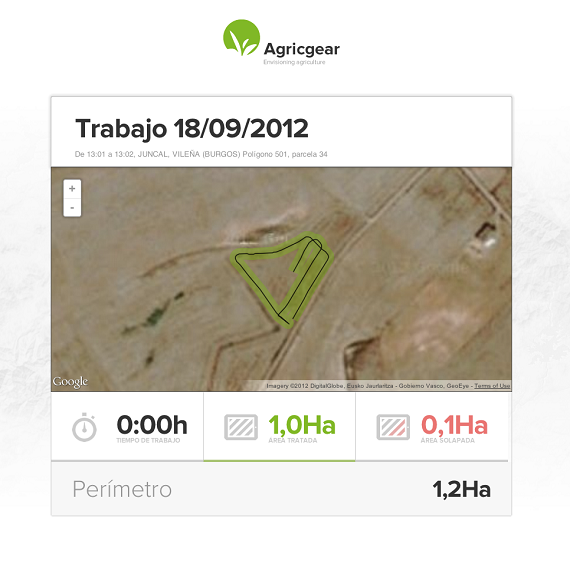 Agricgear
Envisioning agriculture
Trabajo 18/09/2012
De 13:01 a 13:02, JUNCAL, VILEÑA (BURGOS) Polígono 501, parcela 34
+
-
Google
Imagery ©2012 DigitalGlobe, Eusko Jaurlaritza - Gobierno Vasco, GeoEye - Terms of Use
0:00h
TIEMPO DE TRABAJO
1,0Ha
ÁREA TRATADA
0,1Ha
ÁREA SOLAPADA
Perímetro
1,2Ha